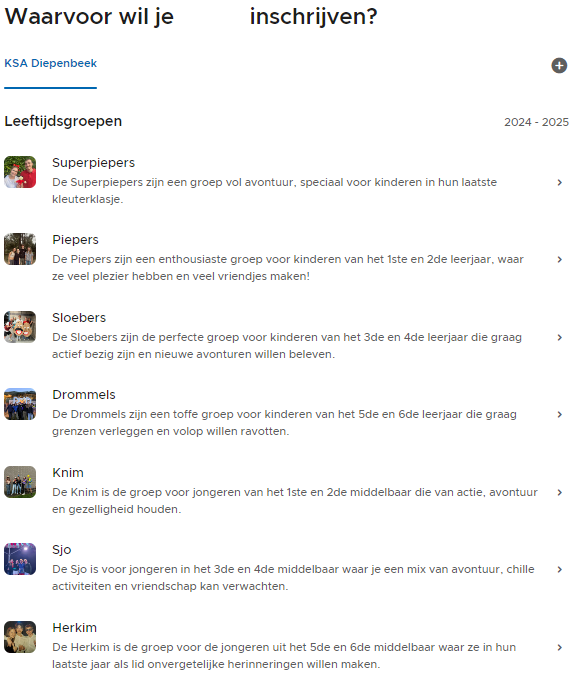 Waarvoor wil je inschrijven?
KSA Diepenbeek
Leeftijdsgroepen
2024 - 2025
Superpiepers
De Superpiepers zijn een groep vol avontuur, speciaal voor kinderen in hun laatste
kleuterklasje.
Piepers
De Piepers zijn een enthousiaste groep voor kinderen van het 1ste en 2de leerjaar, waar
ze veel plezier hebben en veel vriendjes maken!
Sloebers
De Sloebers zijn de perfecte groep voor kinderen van het 3de en 4de leerjaar die graag
actief bezig zijn en nieuwe avonturen willen beleven.
Drommels
De Drommels zijn een toffe groep voor kinderen van het 5de en 6de leerjaar die graag
grenzen verleggen en volop willen ravotten.
Knim
De Knim is de groep voor jongeren van het 1ste en 2de middelbaar die van actie, avontuur
en gezelligheid houden.
Sjo
De Sjo is voor jongeren in het 3de en 4de middelbaar waar je een mix van avontuur, chille
activiteiten en vriendschap kan verwachten.
Herkim
De Herkim is de groep voor de jongeren uit het 5de en 6de middelbaar waar ze in hun
laatste jaar als lid onvergetelijke herinneringen willen maken.